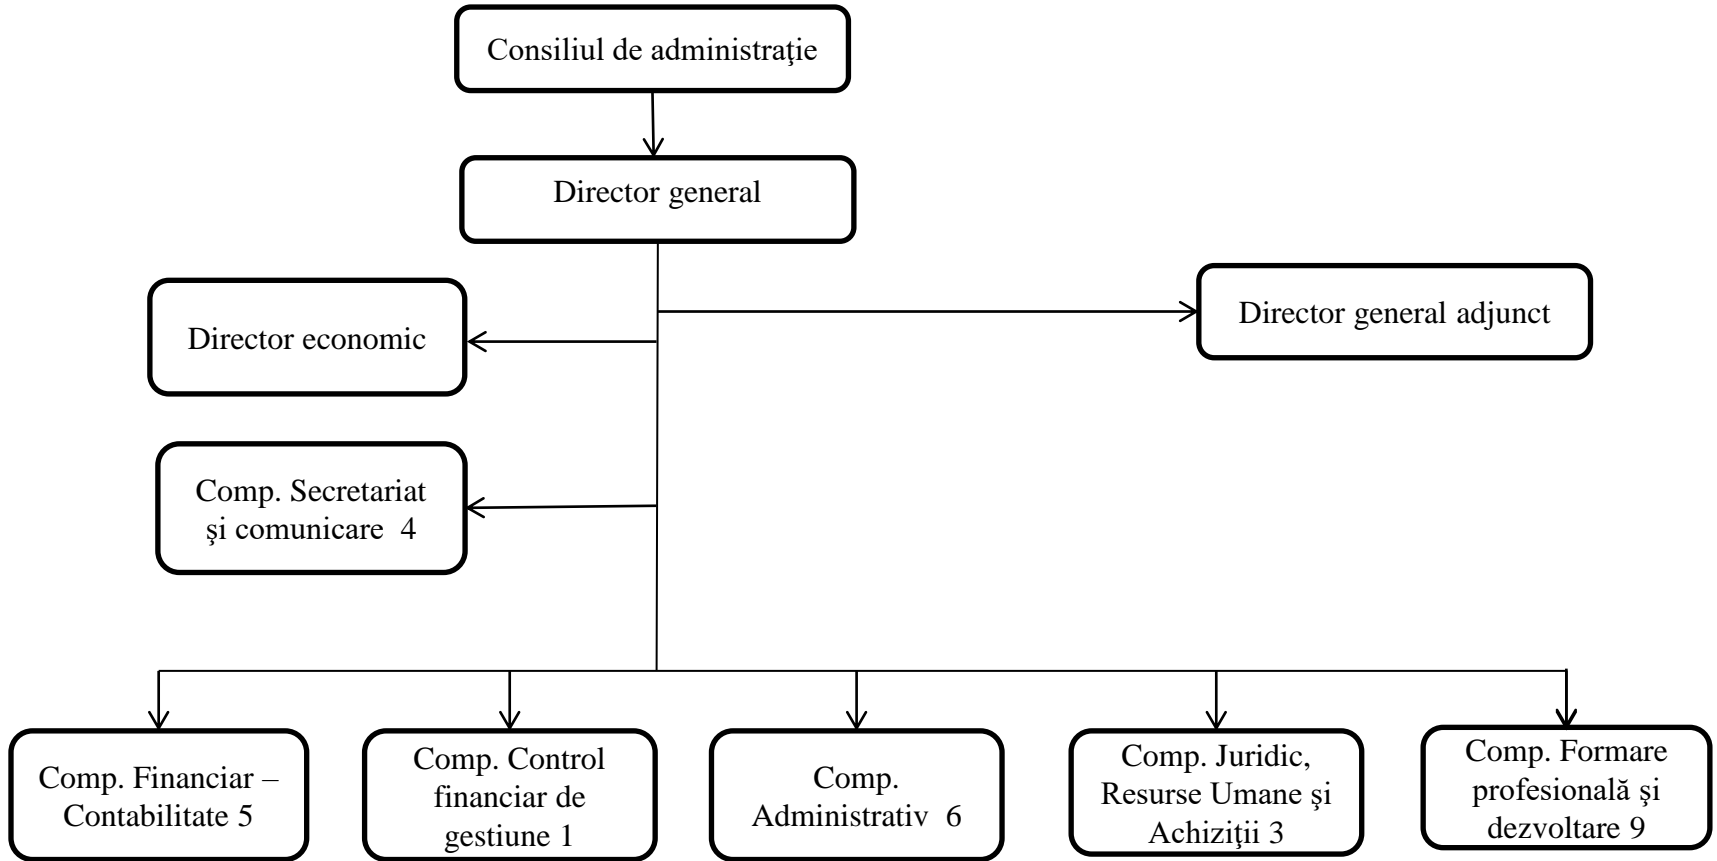 Consiliul de administraţie
Director general
Director general adjunct
Director economic
Comp. Secretariat
şi comunicare  4
Comp. Financiar –
Contabilitate 5
Comp. Control
financiar de
gestiune 1
Comp.
Administrativ  6
Comp. Juridic,
Resurse Umane şi
Achiziţii 3
Comp. Formare
profesională şi
dezvoltare 9